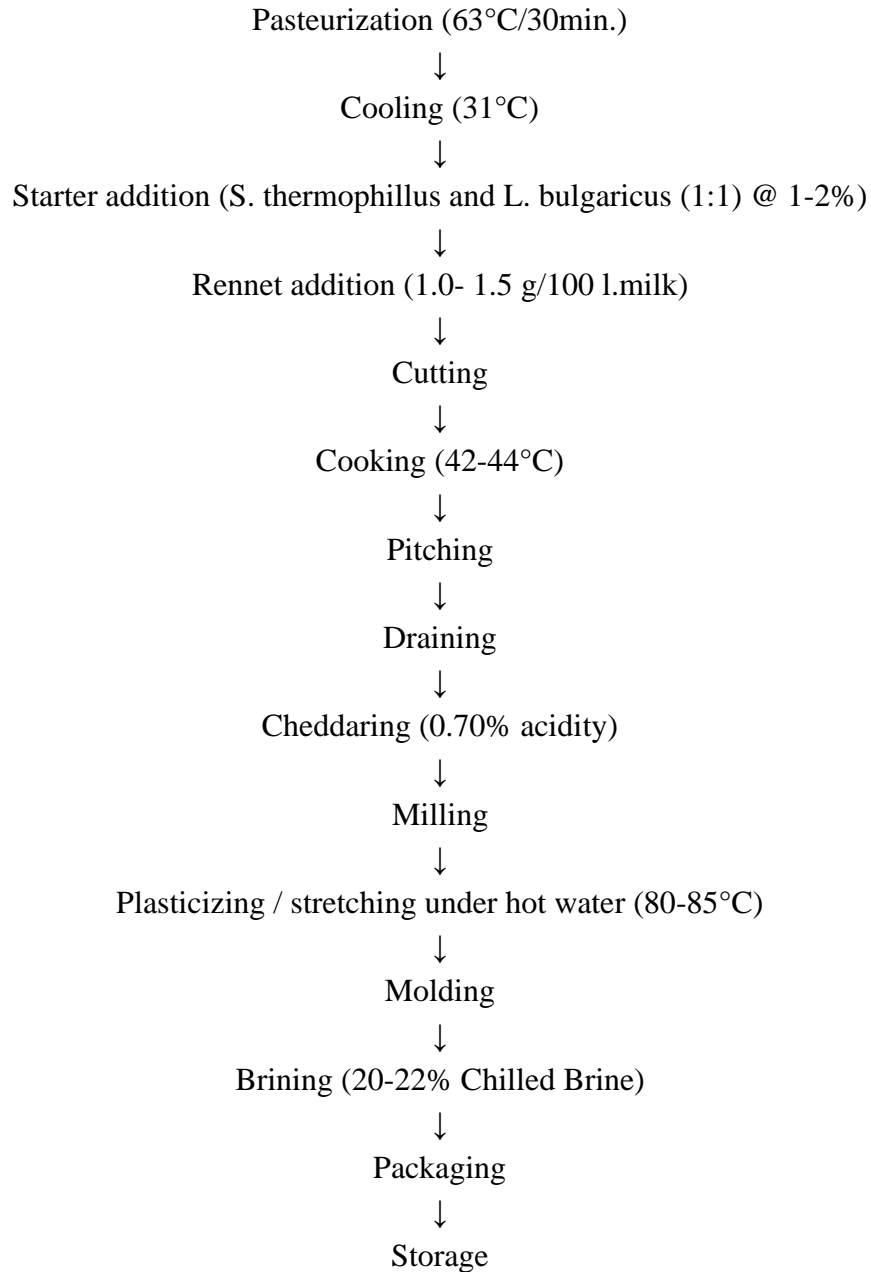 Pasteurization (63°C/30min.)
↓
Cooling (31°C)
↓
Starter addition (S. thermophillus and L. bulgaricus (1:1) @ 1-2%)
↓
Rennet addition (1.0- 1.5 g/100 l.milk)
↓
Cutting
↓
Cooking (42-44°C)
↓
Pitching
↓
Draining
↓
Cheddaring (0.70% acidity)
↓
Milling
↓
Plasticizing / stretching under hot water (80-85°C)
↓
Molding
↓
Brining (20-22% Chilled Brine)
↓
Packaging
↓
Storage